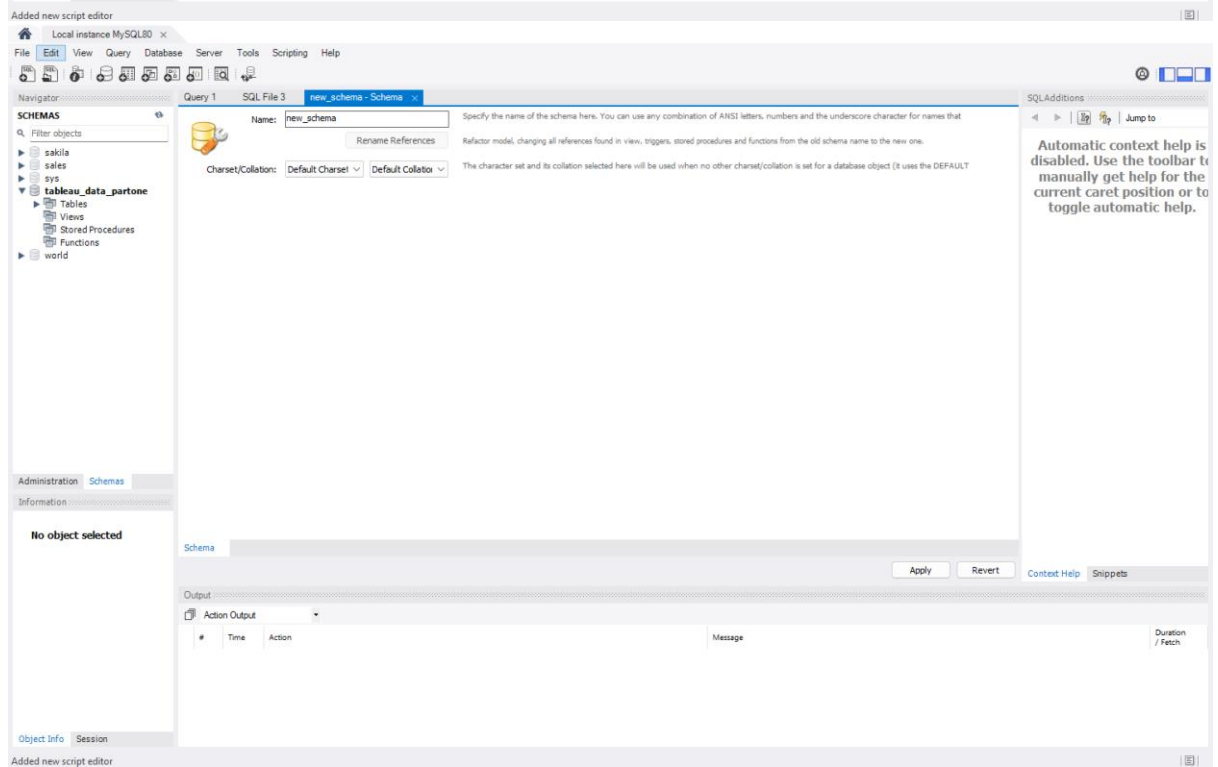 Added new script editor
Local instance MySQL80 ×
File Edit View Query Database Server Tools Scripting Help
Navigator
SCHEMAS
Filter objects
sakila
sales
sys
tableau_data_partone
Tables
Views
Stored Procedures
Functions
world
Administration Schemas
Information
No object selected
Object Info Session
Query 1 SQL File 3 new_schema - Schema ×
Name: new_schema Specify the name of the schema here. You can use any combination of ANSI letters, numbers and the underscore character for names that
Rename References Refactor model, changing all references found in view, triggers, stored procedures and functions from the old schema name to the new one.
Charset/Collation: Default Charset Default Collation The character set and its collation selected here will be used when no other charset/collation is set for a database object (it uses the DEFAULT
Schema
Apply Revert
Output
Action Output
# Time Action Message Duration / Fetch
SQLAdditions
Jump to
Automatic context help is
disabled. Use the toolbar to
manually get help for the
current caret position or to
toggle automatic help.
Context Help Snippets
Added new script editor